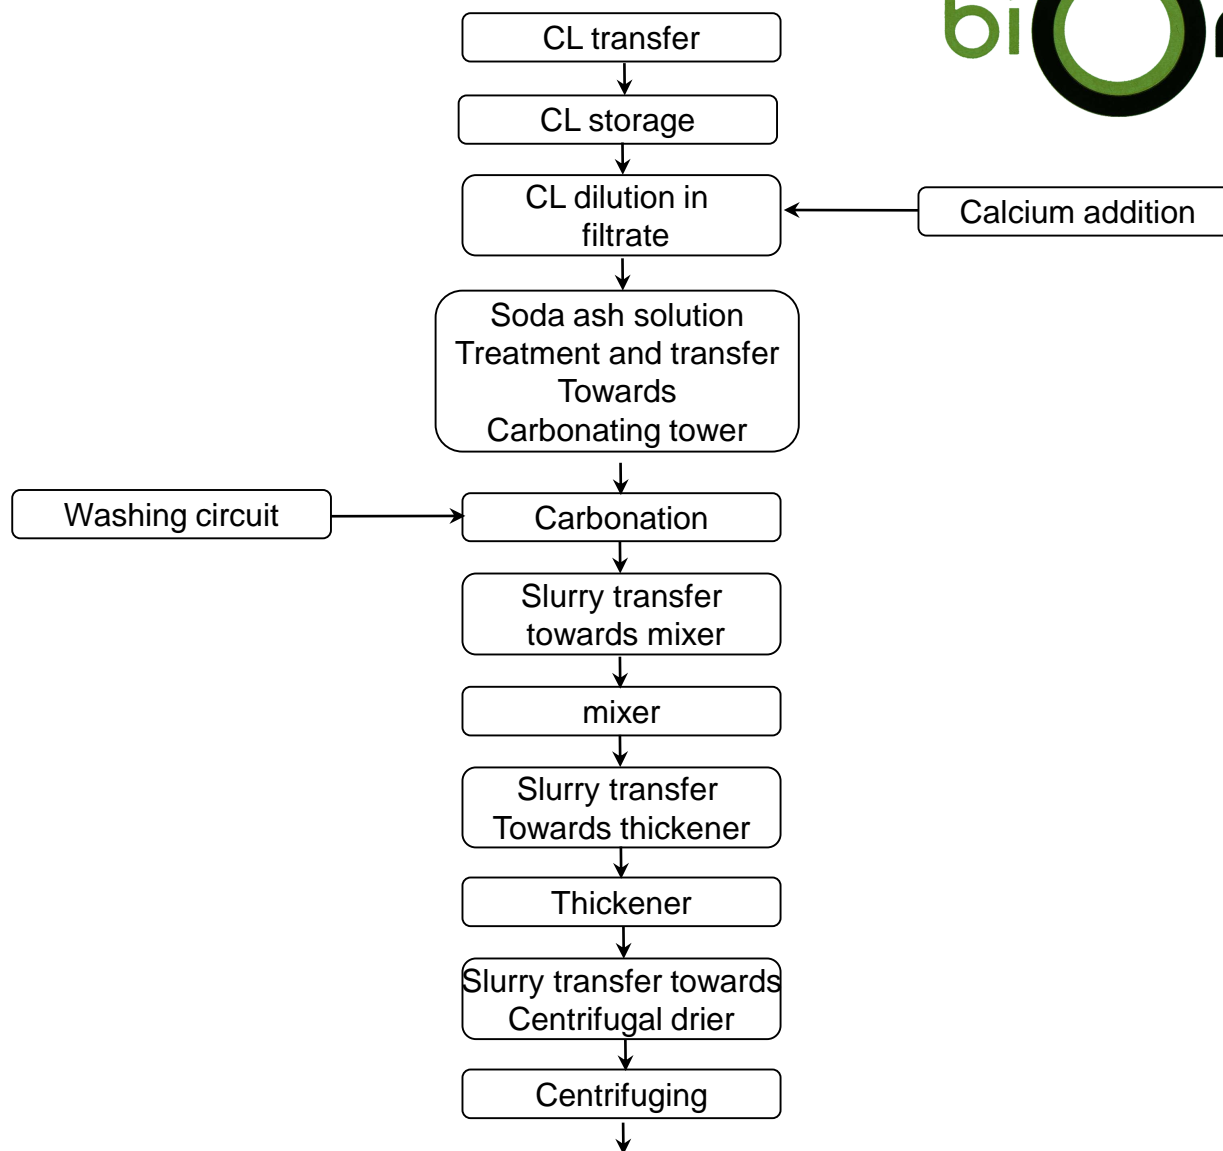 CL transfer
CL storage
CL dilution in
filtrate
Calcium addition
Soda ash solution
Treatment and transfer
Towards
Carbonating tower
Washing circuit
Carbonation
Slurry transfer
towards mixer
mixer
Slurry transfer
Towards thickener
Thickener
Slurry transfer towards
Centrifugal drier
Centrifuging